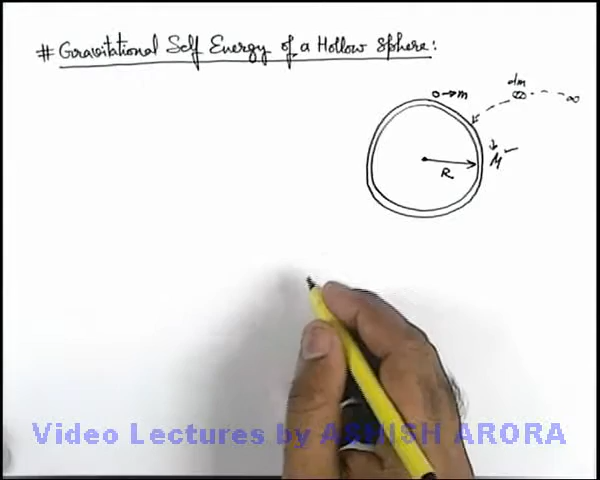 # Gravitational Self Energy of a Hollow Sphere:
dm
0→m
∞
M
R
Video Lectures by ASHISH ARORA